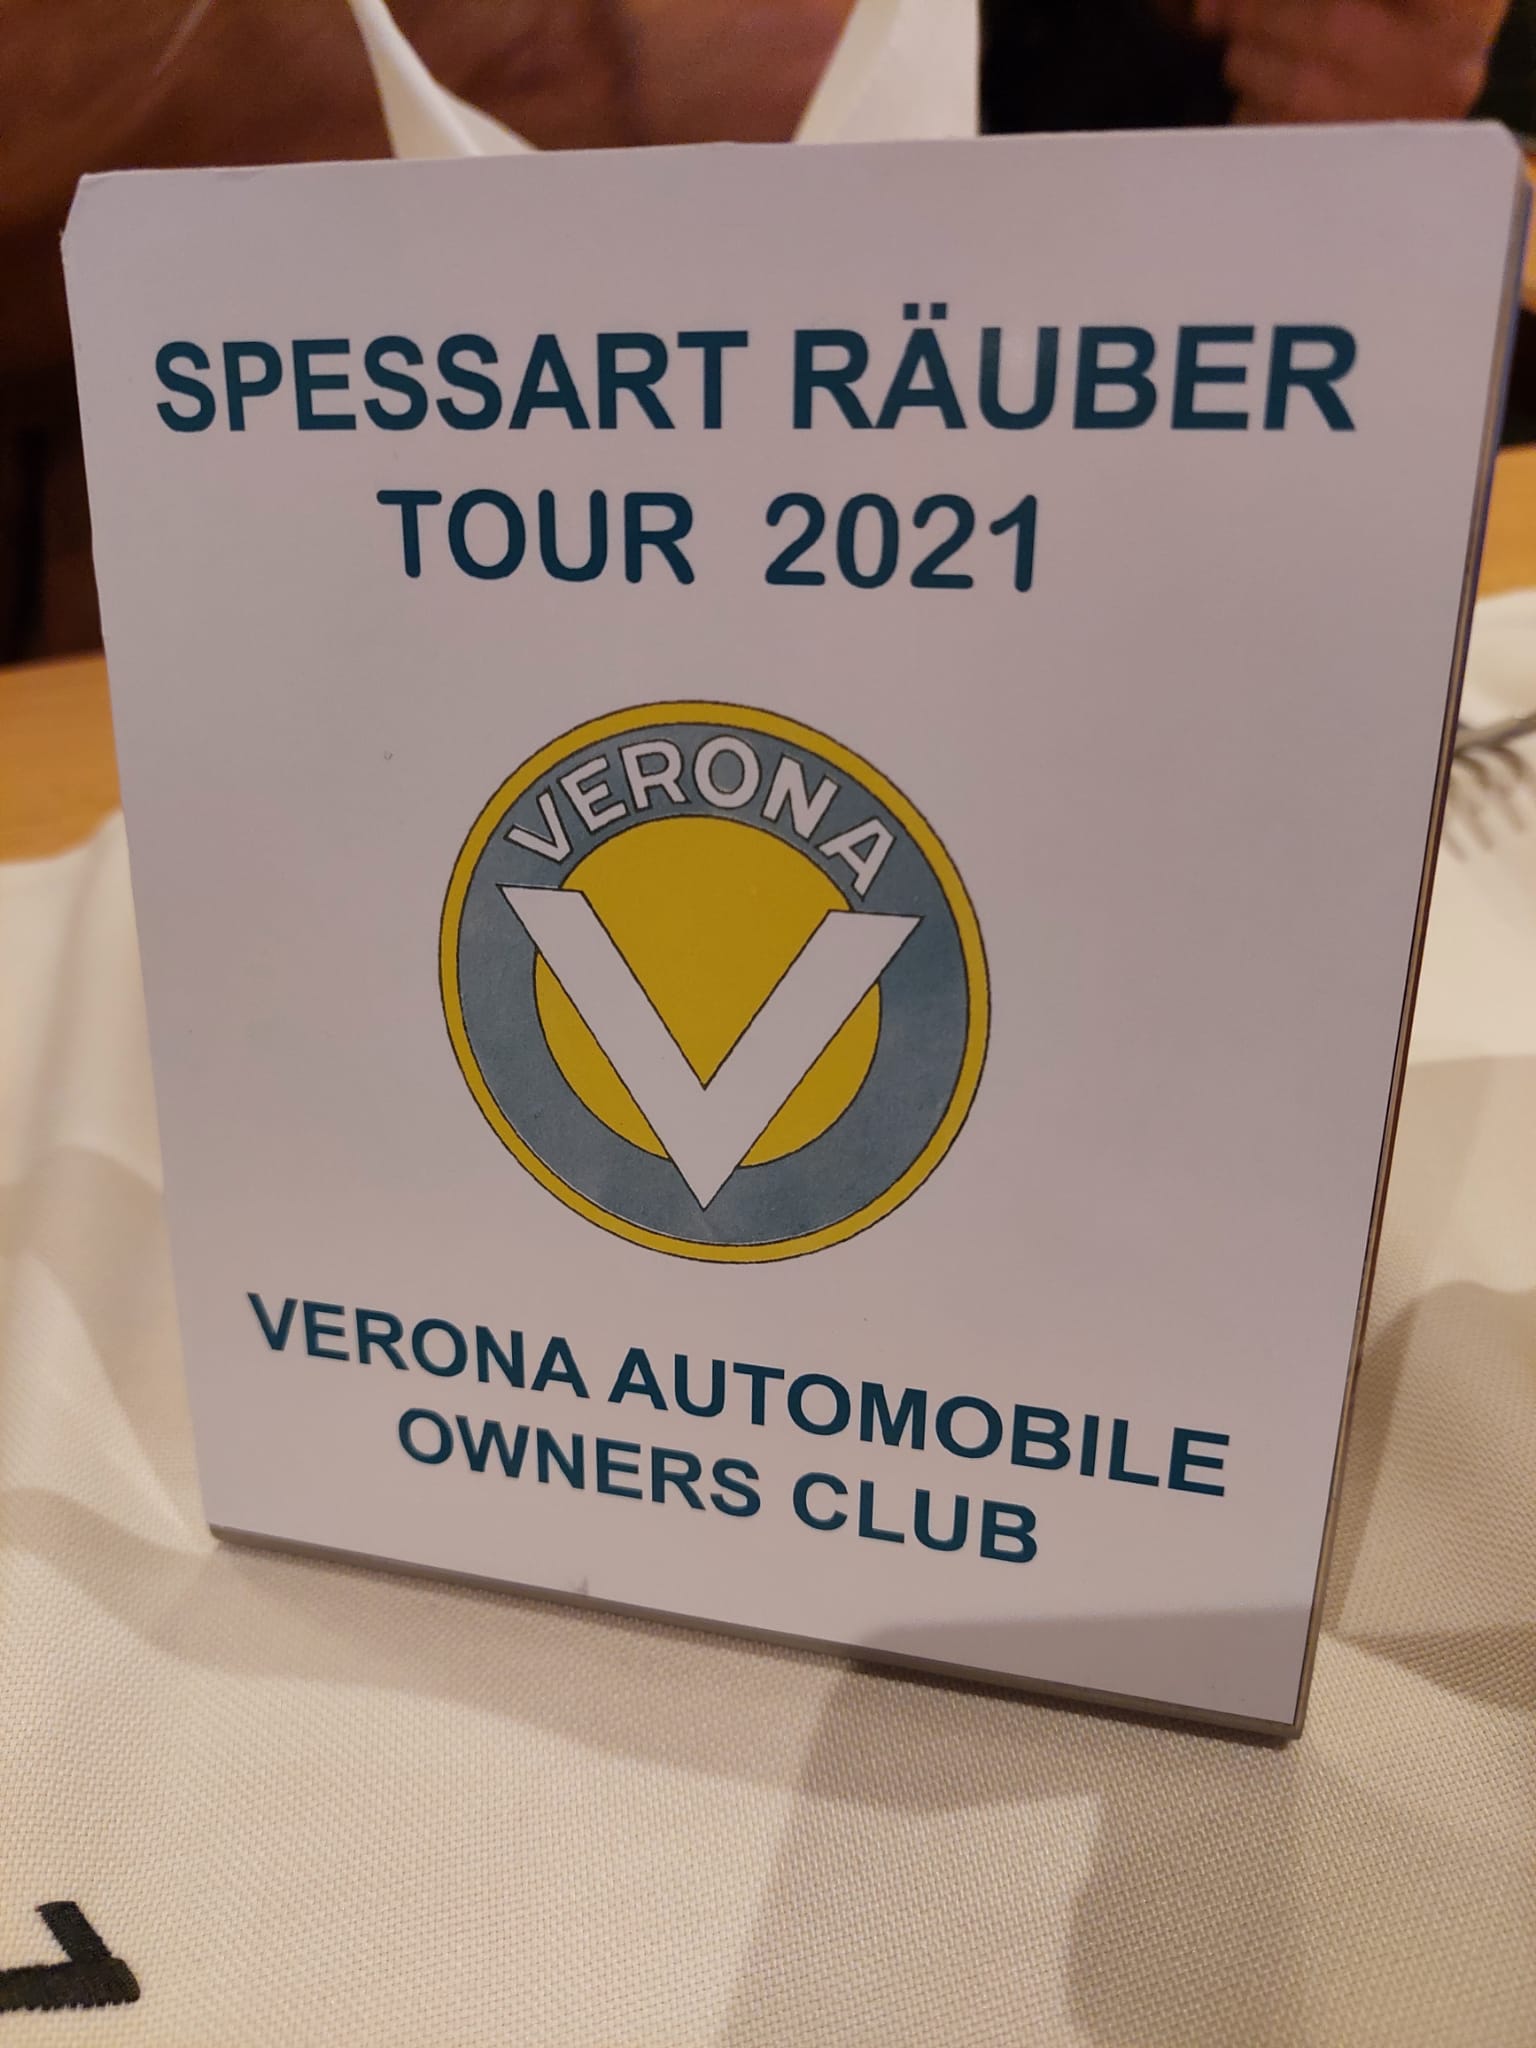 SPESSART RÄUBER
TOUR 2021
VERONA
V
VERONA AUTOMOBILE
OWNERS CLUB